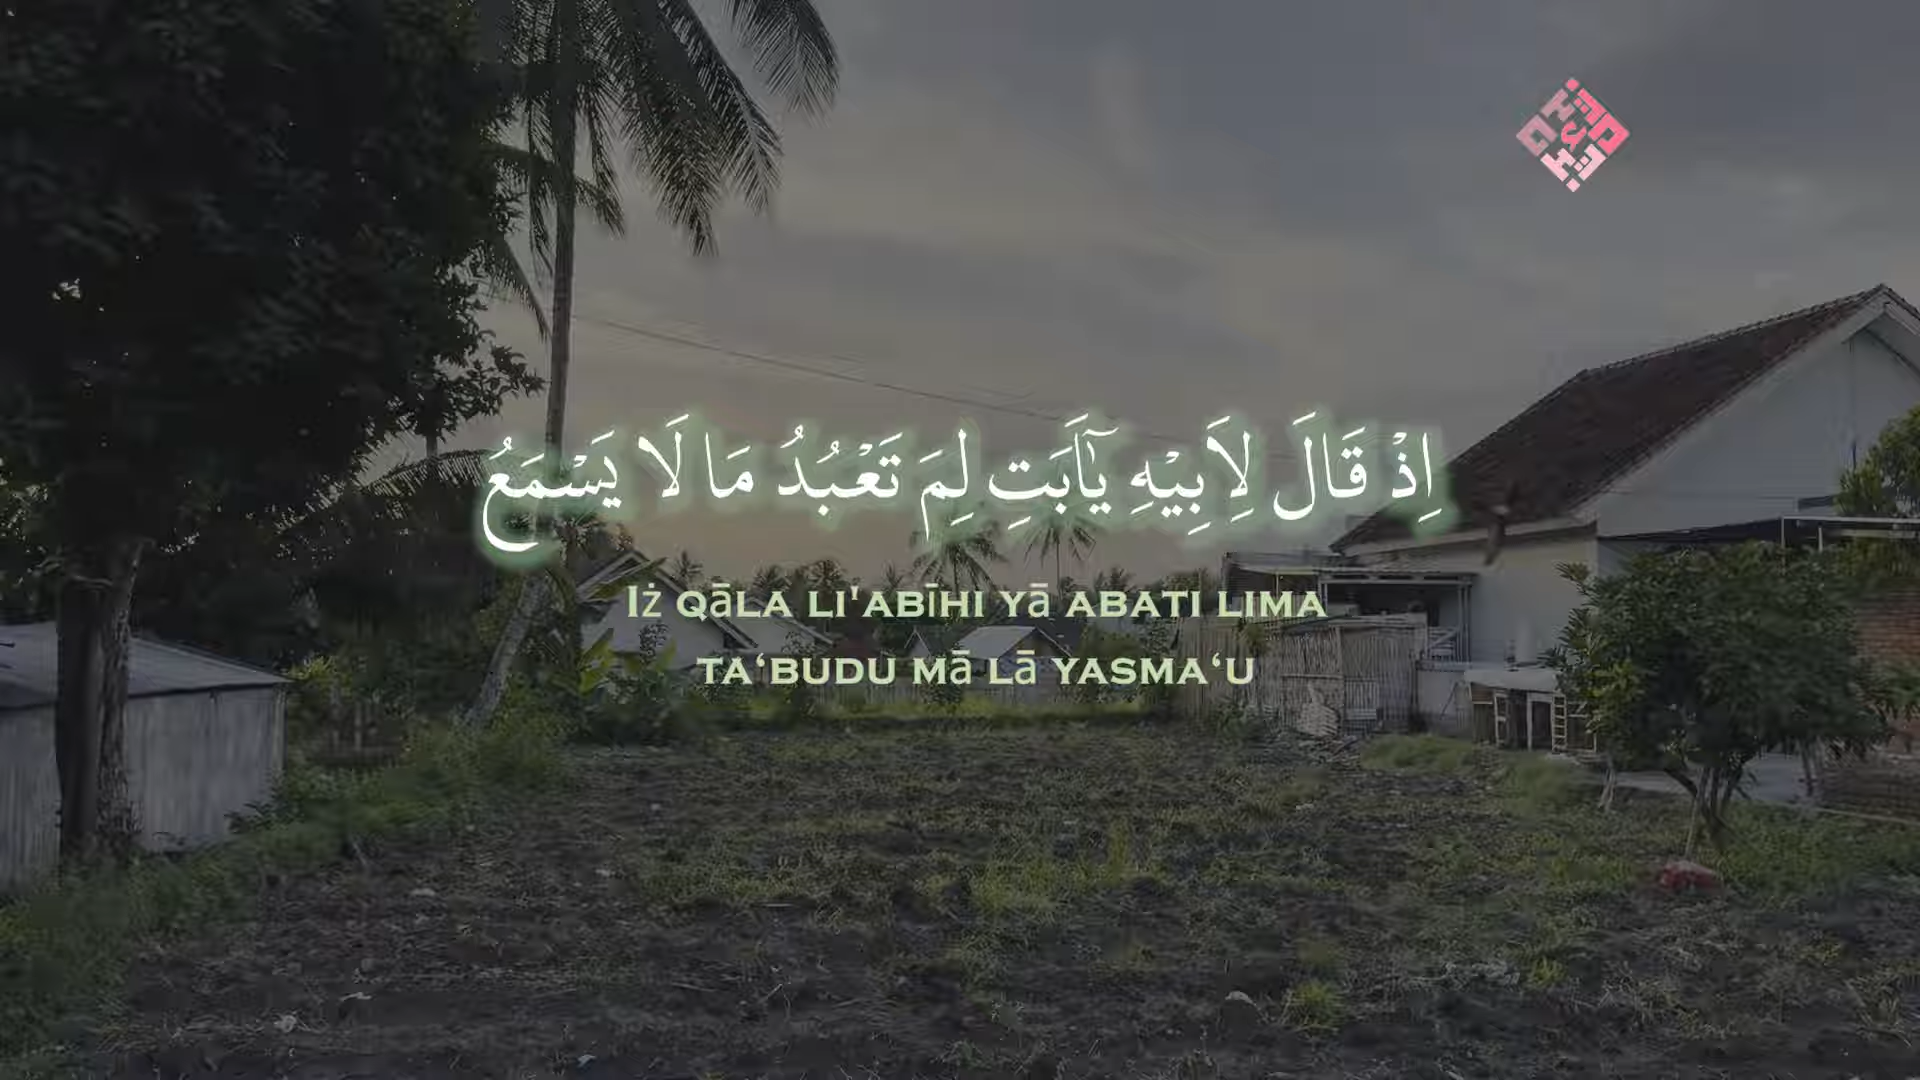 اِذْ قَالَ لِاَبِيْهِ يٰٓاَبَتِ لِمَ تَعْبُدُ مَا لَا يَسْمَعُ
Iż qāla li'abīhi yā abati lima
ta‘budu mā lā yasma‘u